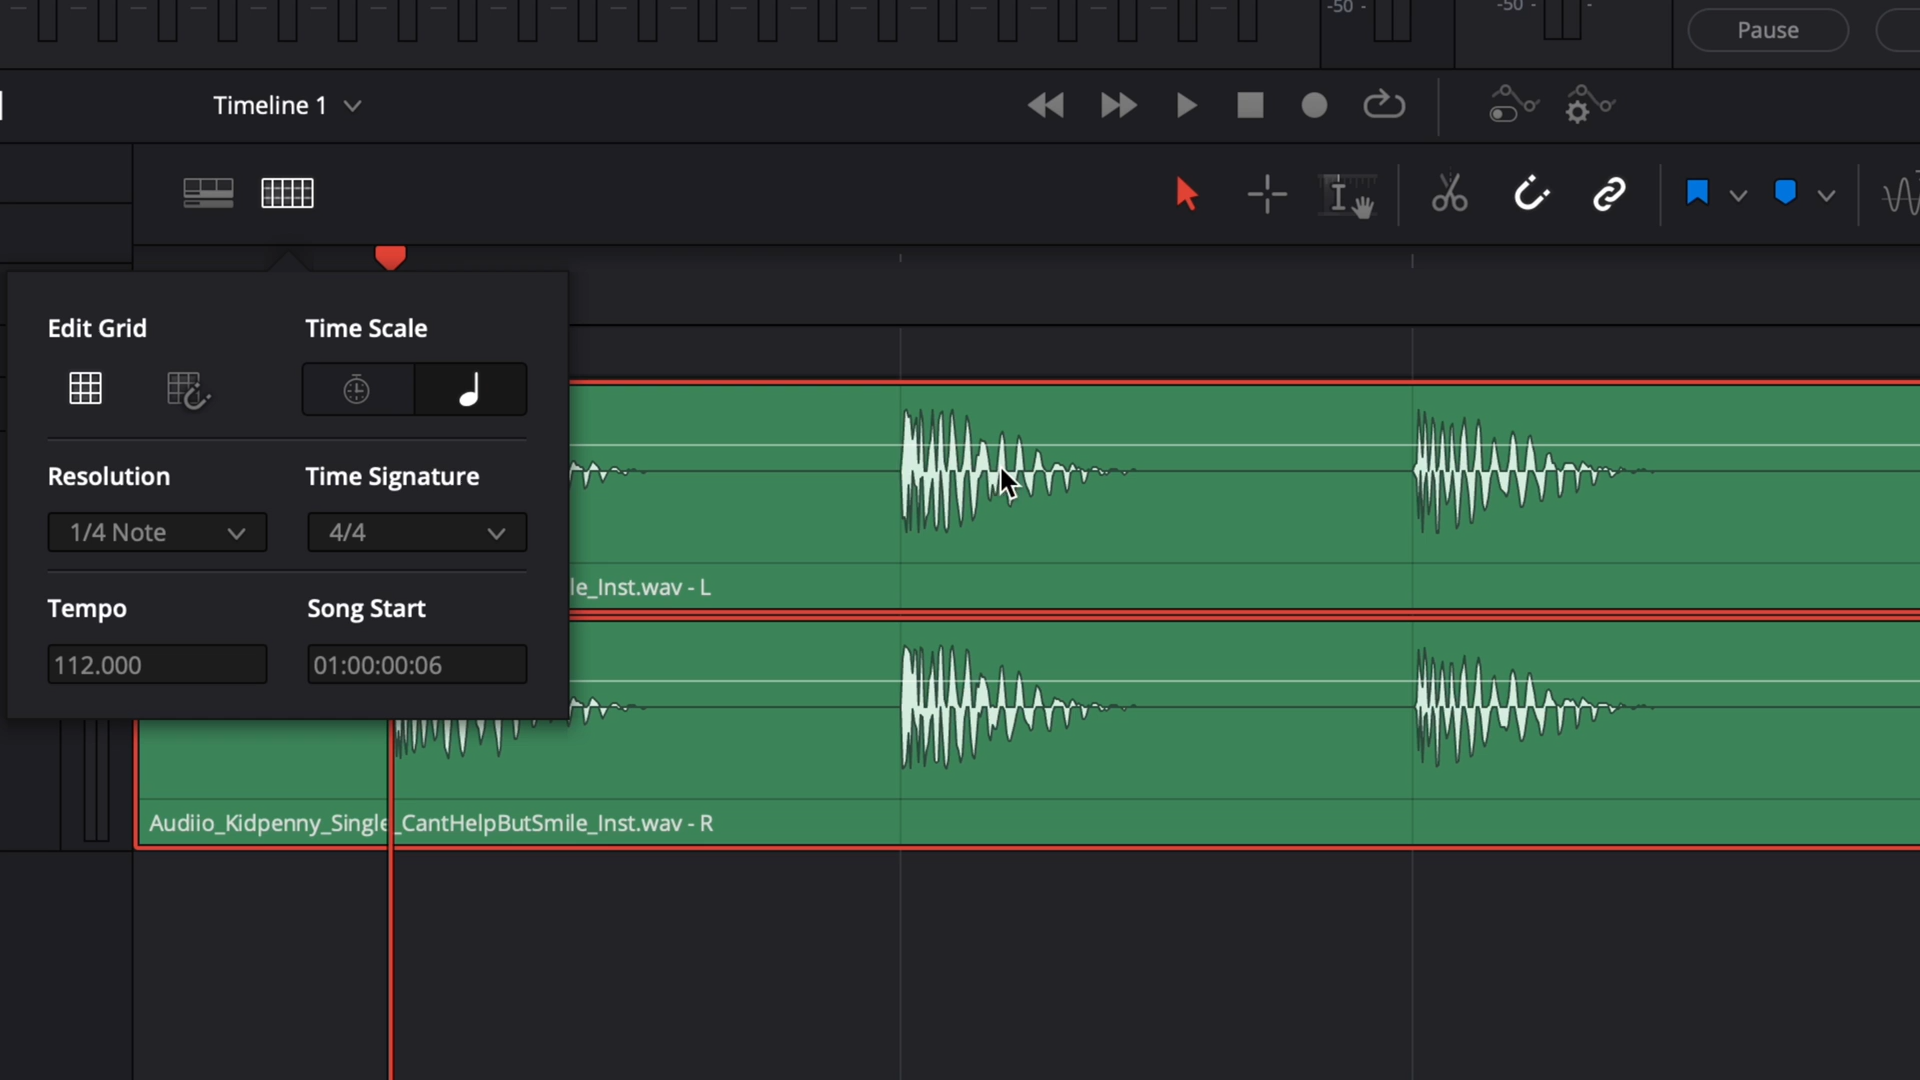 -50 -
-50 -
Pause
Timeline 1
Edit Grid
Time Scale
Resolution
Time Signature
1/4 Note
4/4
le_Inst.wav - L
Tempo
Song Start
112.000
01:00:00:06
Audiio_Kidpenny_Single_CantHelpButSmile_Inst.wav - R